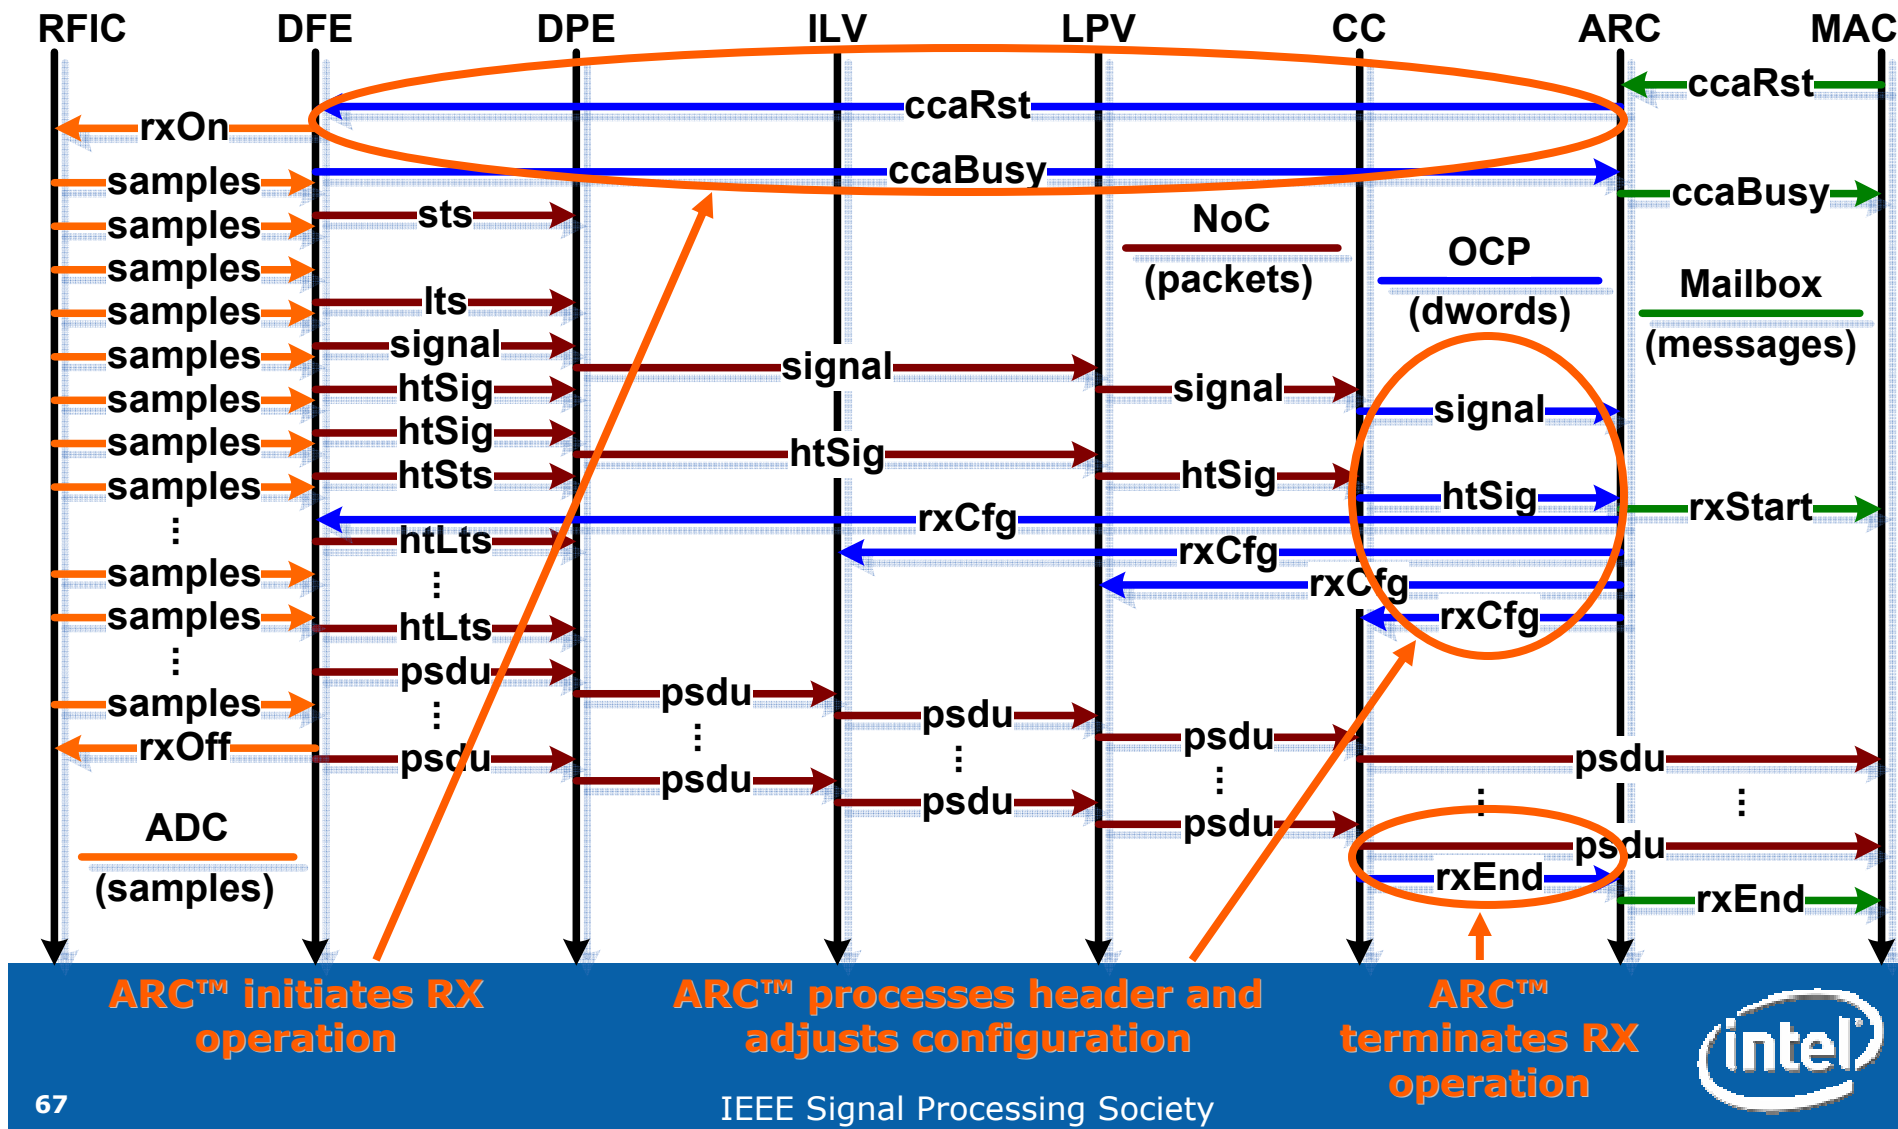 RFIC DFE DPE ILV LPV CC ARC MAC
ccaRst
ccaRst
rxOn
ccaBusy
samples
ccaBusy
sts
samples
NoC
(packets)
OCP
(dwords)
Mailbox
(messages)
samples
lts
samples
signal
samples
signal
htSig
samples
signal
signal
htSig
samples
htSig
htSts
samples
htSig
htSig
rxCfg
rxStart
⋮
htLts
rxCfg
samples
⋮
rxCfg
samples
htLts
rxCfg
⋮
psdu
samples
⋮
psdu
psdu
rxOff
psdu
⋮
psdu
psdu
psdu
⋮
⋮
psdu
⋮
⋮
psdu
psdu
ADC
(samples)
rxEnd
rxEnd
ARC™ initiates RX
operation
ARC™ processes header and
adjusts configuration
ARC™
terminates RX
operation
intel
67
IEEE Signal Processing Society